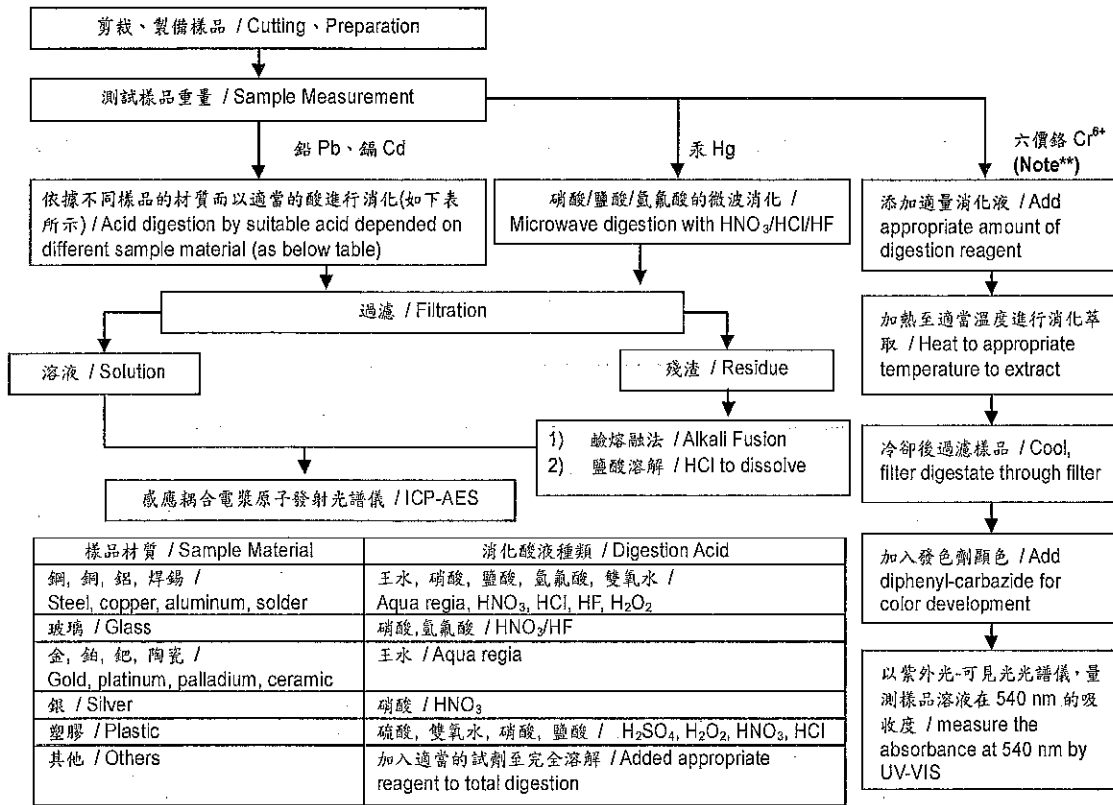 剪裁、製備樣品 / Cutting、Preparation
測試樣品重量 / Sample Measurement
鉛 Pb、鎘 Cd
汞 Hg
六價鉻 Cr⁶⁺
(Note**)
依據不同樣品的材質而以適當的酸進行消化(如下表
所示) / Acid digestion by suitable acid depended on
different sample material (as below table)
硝酸/鹽酸/氫氟酸的微波消化 /
Microwave digestion with HNO₃/HCl/HF
添加適量消化液 / Add
appropriate amount of
digestion reagent
過濾 / Filtration
加熱至適當溫度進行消化萃
取 / Heat to appropriate
temperature to extract
溶液 / Solution
殘渣 / Residue
1) 鹼熔融法 / Alkali Fusion
2) 鹽酸溶解 / HCl to dissolve
冷卻後過濾樣品 / Cool,
filter digestate through filter
感應耦合電漿原子發射光譜儀 / ICP-AES
加入發色劑顯色 / Add
diphenyl-carbazide for
color development
以紫外光-可見光光譜儀,量
測樣品溶液在 540 nm 的吸
收度 / measure the
absorbance at 540 nm by
UV-VIS
樣品材質 / Sample Material 消化酸液種類 / Digestion Acid
鋼, 銅, 鋁, 焊錫 / 王水, 硝酸, 鹽酸, 氫氟酸, 雙氧水 /
Steel, copper, aluminum, solder Aqua regia, HNO₃, HCl, HF, H₂O₂
玻璃 / Glass 硝酸,氫氟酸 / HNO₃/HF
金, 鉑, 鈀, 陶瓷 / 王水 / Aqua regia
Gold, platinum, palladium, ceramic
銀 / Silver 硝酸 / HNO₃
塑膠 / Plastic 硫酸, 雙氧水, 硝酸, 鹽酸 / H₂SO₄, H₂O₂, HNO₃, HCl
其他 / Others 加入適當的試劑至完全溶解 / Added appropriate
reagent to total digestion